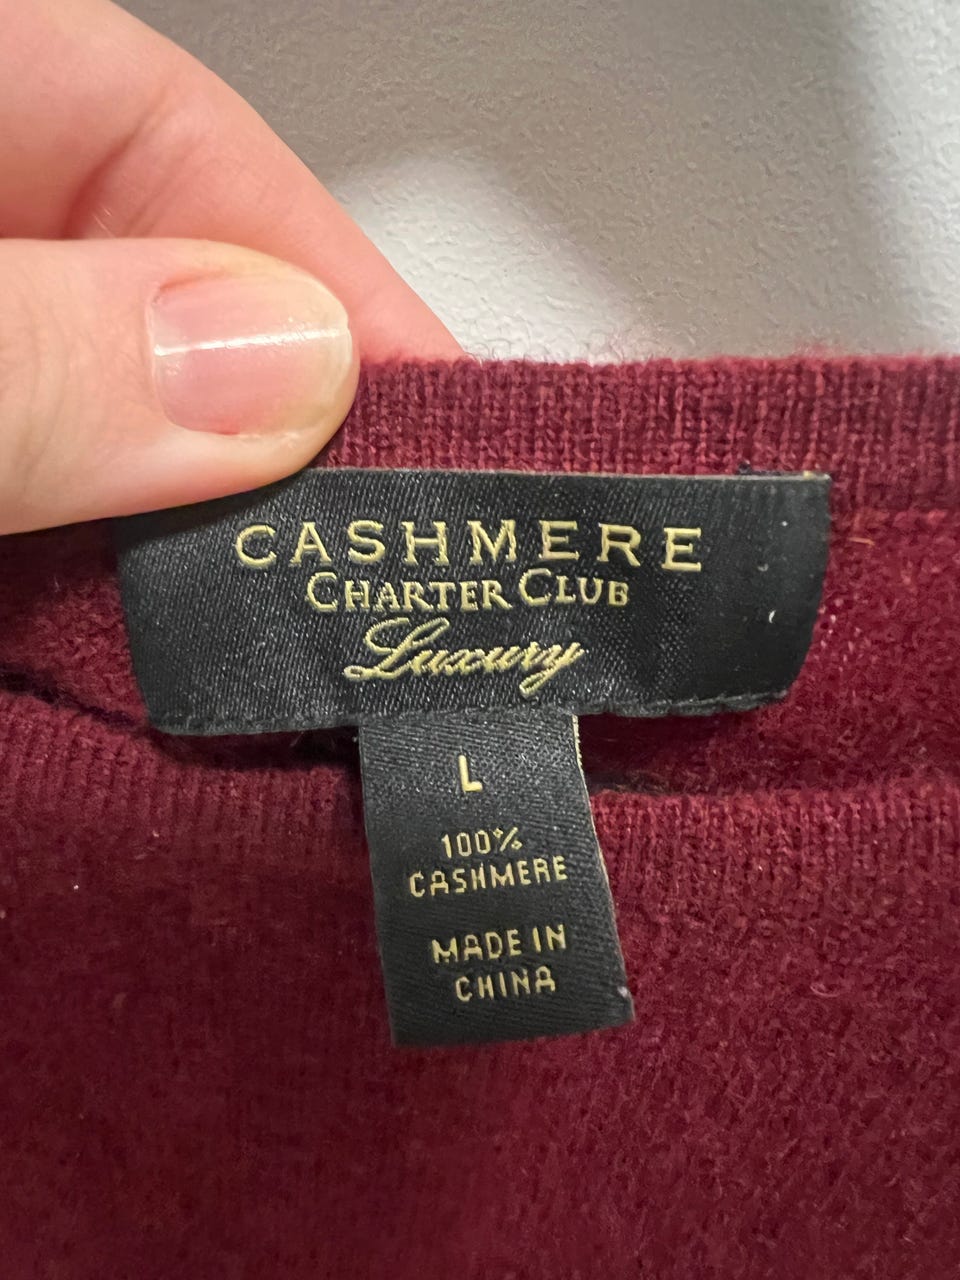 CASHMERE
CHARTER CLUB
Luxury
L
100%
CASHMERE
MADE IN
CHINA